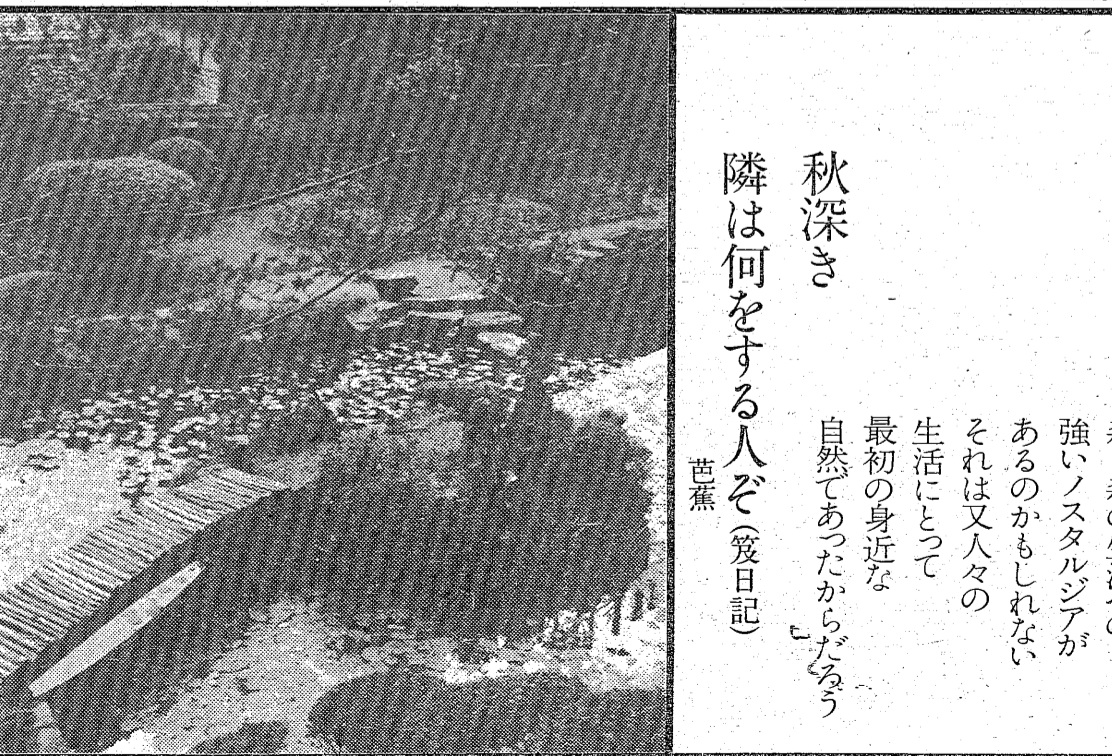 強いノスタルジアが
あるのかもしれない
それは又人々の
生活にとって
最初の身近な
自然であつたからだろう
秋深き
隣は何をする人ぞ(笈日記)
芭蕉